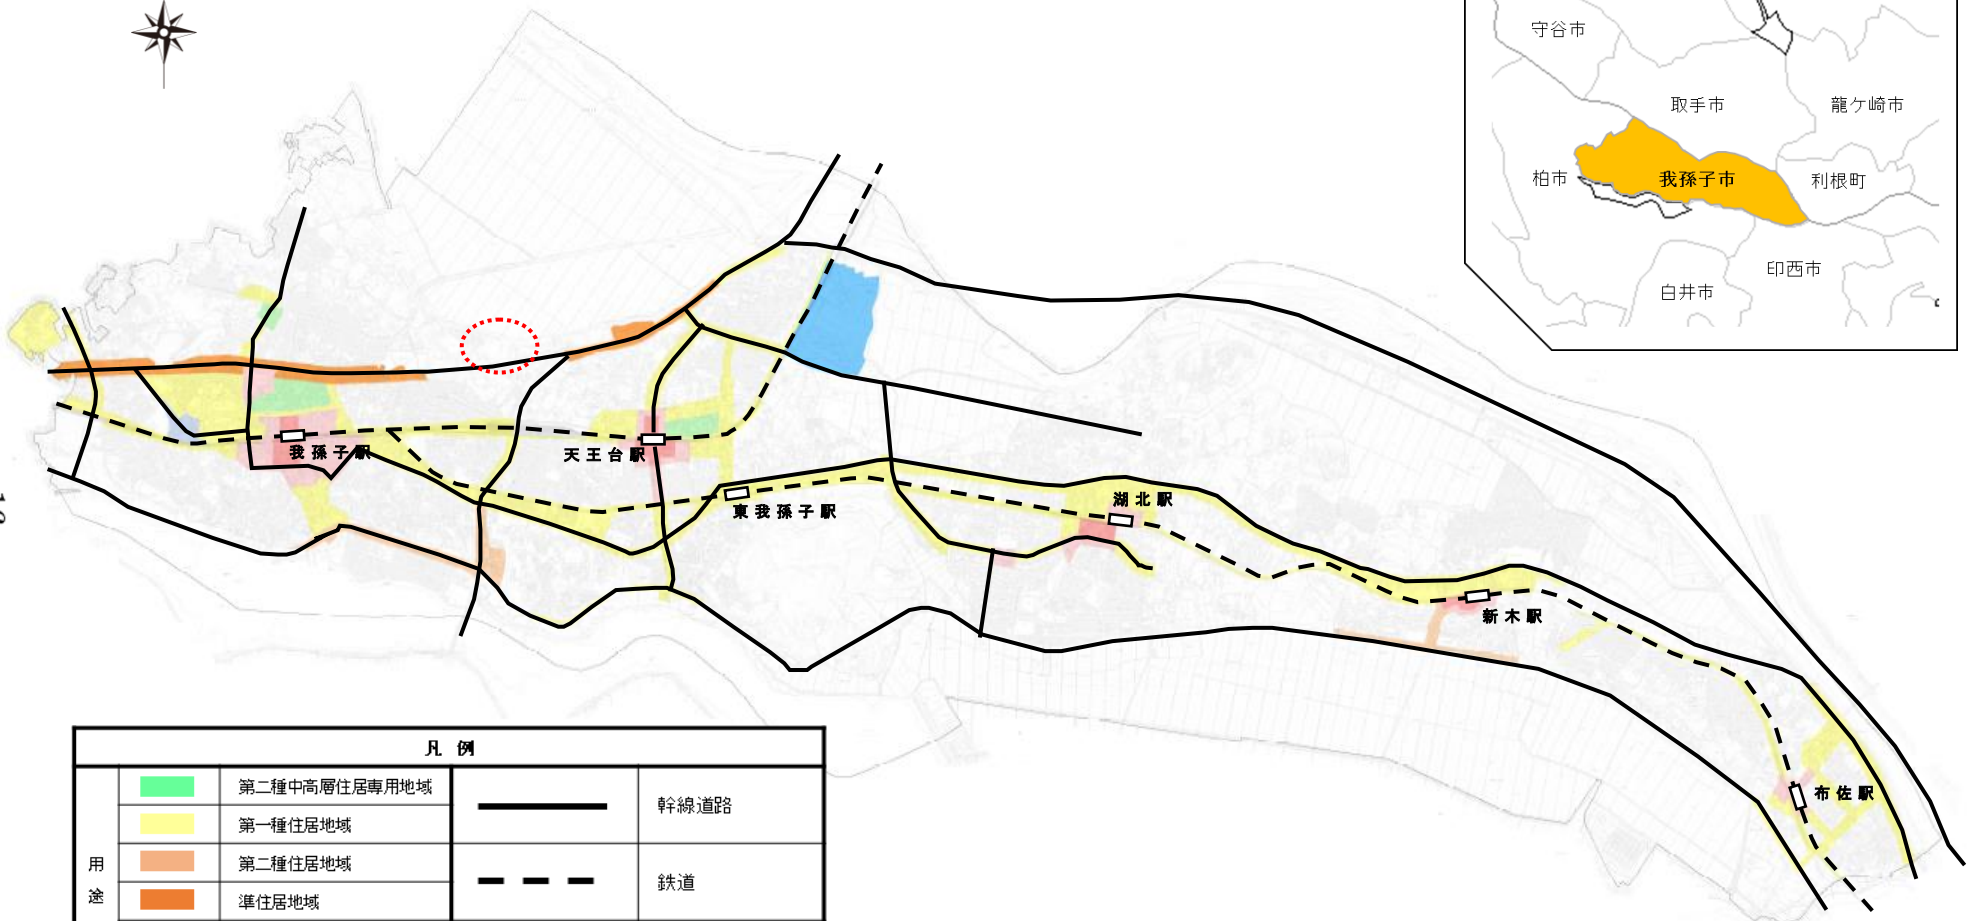 守谷市
取手市
龍ケ崎市
柏市
我孫子市
利根町
印西市
白井市
我孫子駅
天王台駅
東我孫子駅
湖北駅
新木駅
布佐駅
凡例
用途
第二種中高層住居専用地域
第一種住居地域
第二種住居地域
準住居地域
幹線道路
鉄道